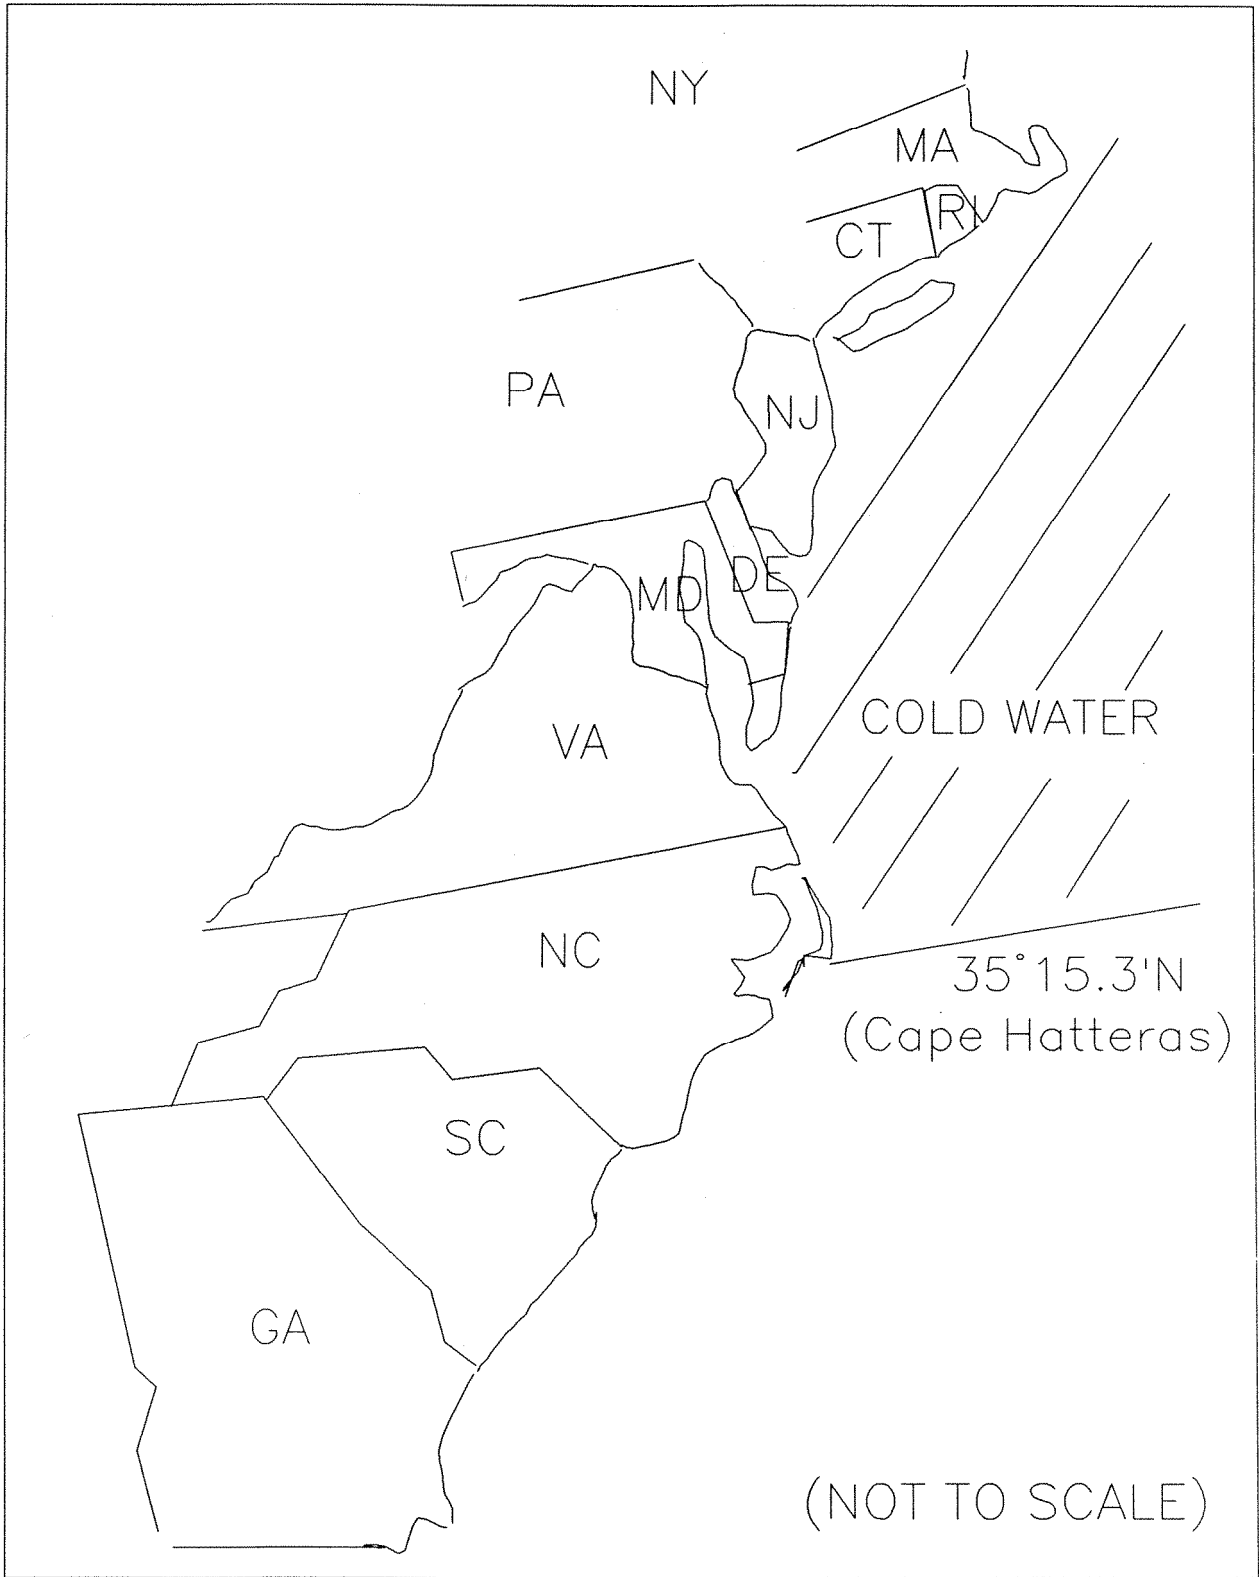 NY
MA
RI
CT
PA
NJ
DE
MD
COLD WATER
VA
NC
35°15.3'N
(Cape Hatteras)
SC
GA
(NOT TO SCALE)